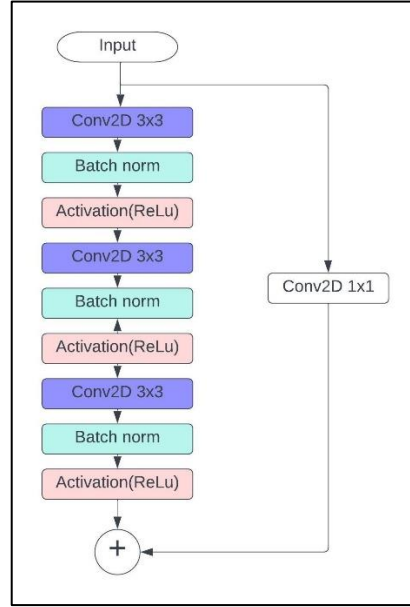 Input
Conv2D 3x3
Batch norm
Activation(ReLu)
Conv2D 3x3
Batch norm
Activation(ReLu)
Conv2D 3x3
Batch norm
Activation(ReLu)
Conv2D 1x1
+